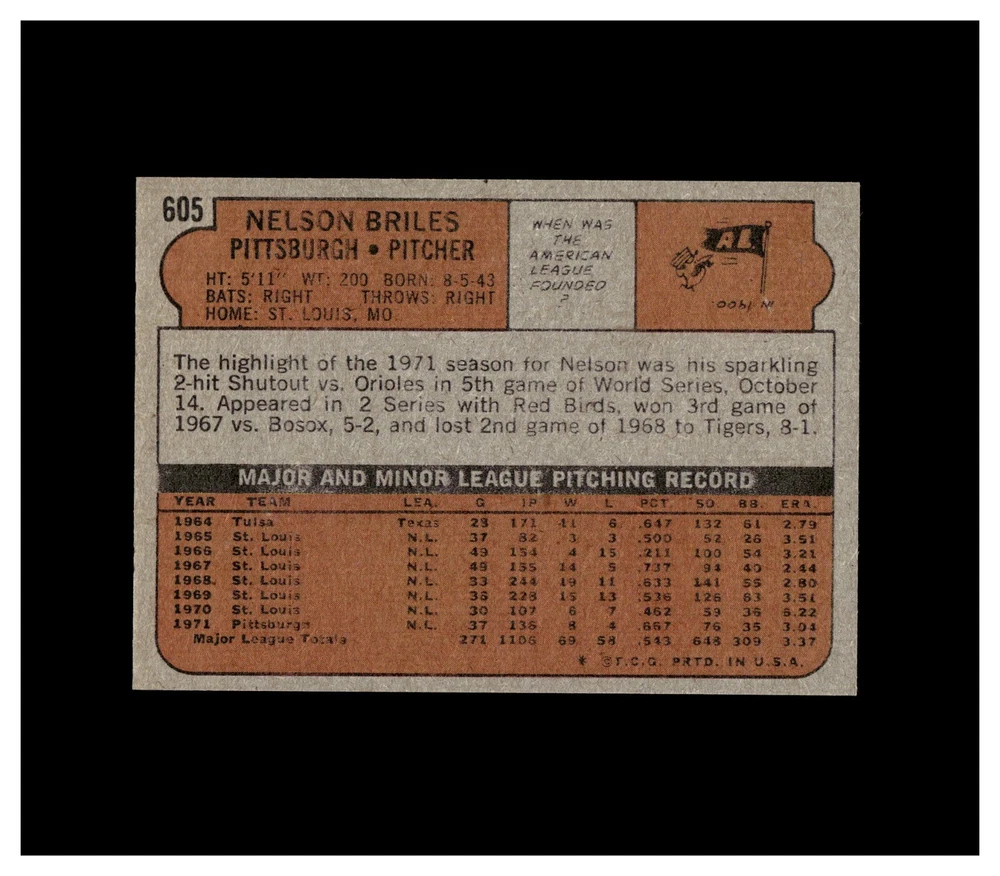 605
NELSON BRILES
PITTSBURGH • PITCHER
HT: 5'11" WT: 200 BORN: 8-5-43
BATS: RIGHT THROWS: RIGHT
HOME: ST. LOUIS, MO.
WHEN WAS
THE
AMERICAN
LEAGUE
FOUNDED
?
AL
IN 1900.
The highlight of the 1971 season for Nelson was his sparkling
2-hit Shutout vs. Orioles in 5th game of World Series, October
14. Appeared in 2 Series with Red Birds, won 3rd game of
1967 vs. Bosox, 5-2, and lost 2nd game of 1968 to Tigers, 8-1.
MAJOR AND MINOR LEAGUE PITCHING RECORD
YEAR TEAM LEA. G IP W L PCT. SO BB. ERA.
1964 Tulsa Texas 23 171 11 6 .647 132 61 2.79
1965 St. Louis N.L. 37 82 3 3 .500 52 26 3.51
1966 St. Louis N.L. 49 154 4 15 .211 100 54 3.21
1967 St. Louis N.L. 49 155 14 5 .737 94 40 2.44
1968 St. Louis N.L. 33 244 19 11 .633 141 55 2.80
1969 St. Louis N.L. 36 228 15 13 .536 126 63 3.51
1970 St. Louis N.L. 30 107 6 7 .462 59 36 6.22
1971 Pittsburgh N.L. 37 136 8 4 .667 76 35 3.04
Major League Totals 271 1106 69 58 .543 648 309 3.37
* ©T.C.G. PRTD. IN U.S.A.